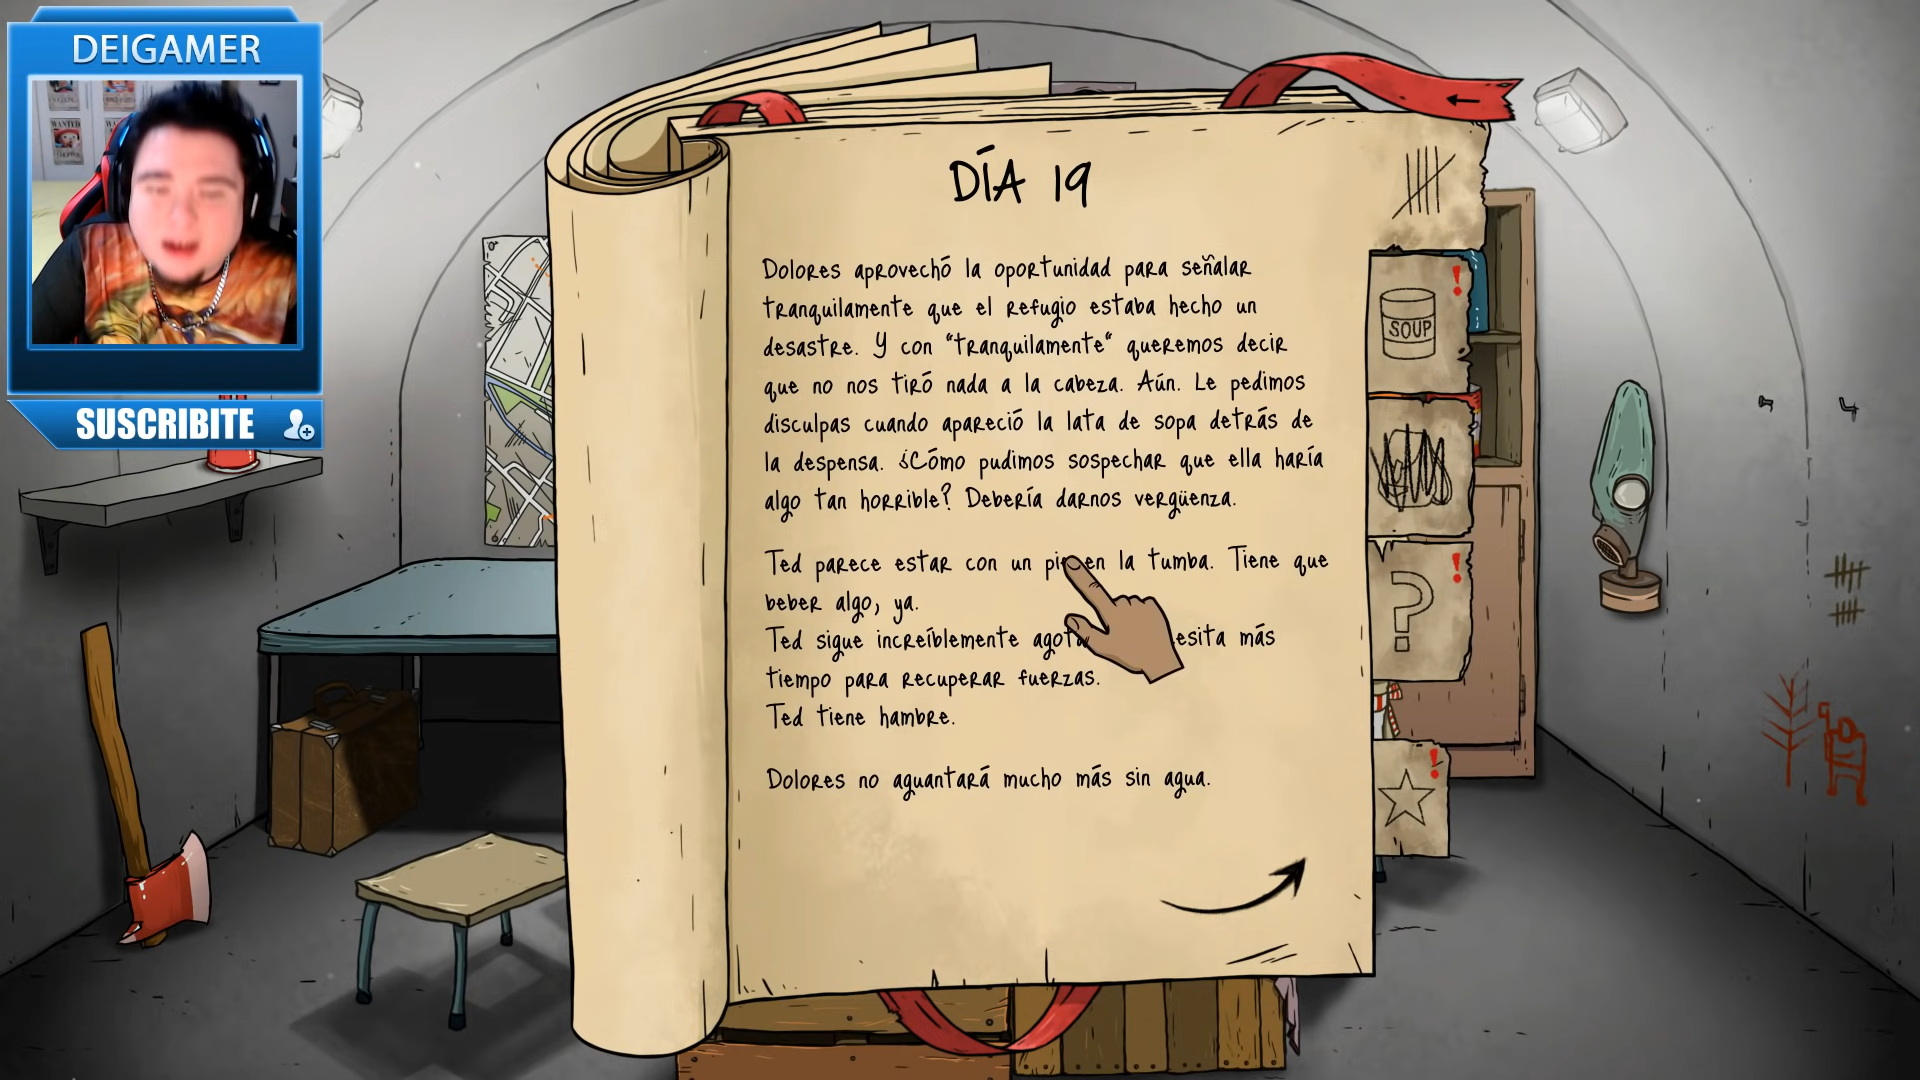 DEIGAMER
WANTED
SUSCRIBITE
DÍA 19
Dolores aprovechó la oportunidad para señalar
tranquilamente que el refugio estaba hecho un
desastre. Y con "tranquilamente" queremos decir
que no nos tiró nada a la cabeza. Aún. Le pedimos
disculpas cuando apareció la lata de sopa detrás de
la despensa. ¿Cómo pudimos sospechar que ella haría
algo tan horrible? Debería darnos vergüenza.
Ted parece estar con un en la tumba. Tiene que
beber algo, ya.
Ted sigue increíblemente más
tiempo para recuperar fuerzas.
Ted tiene hambre.
Dolores no aguantará mucho más sin agua.
SOUP
!
?
!
!